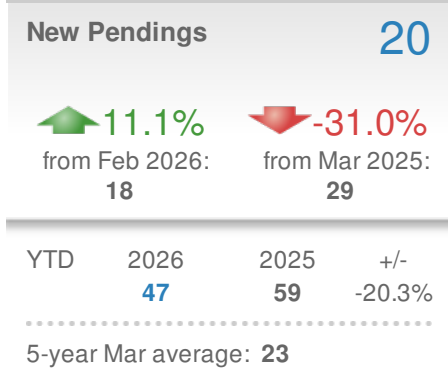 New Pendings 20
11.1% -31.0%
from Feb 2026: from Mar 2025:
18 29
YTD 2026 2025 +/-
47 59 -20.3%
5-year Mar average: 23